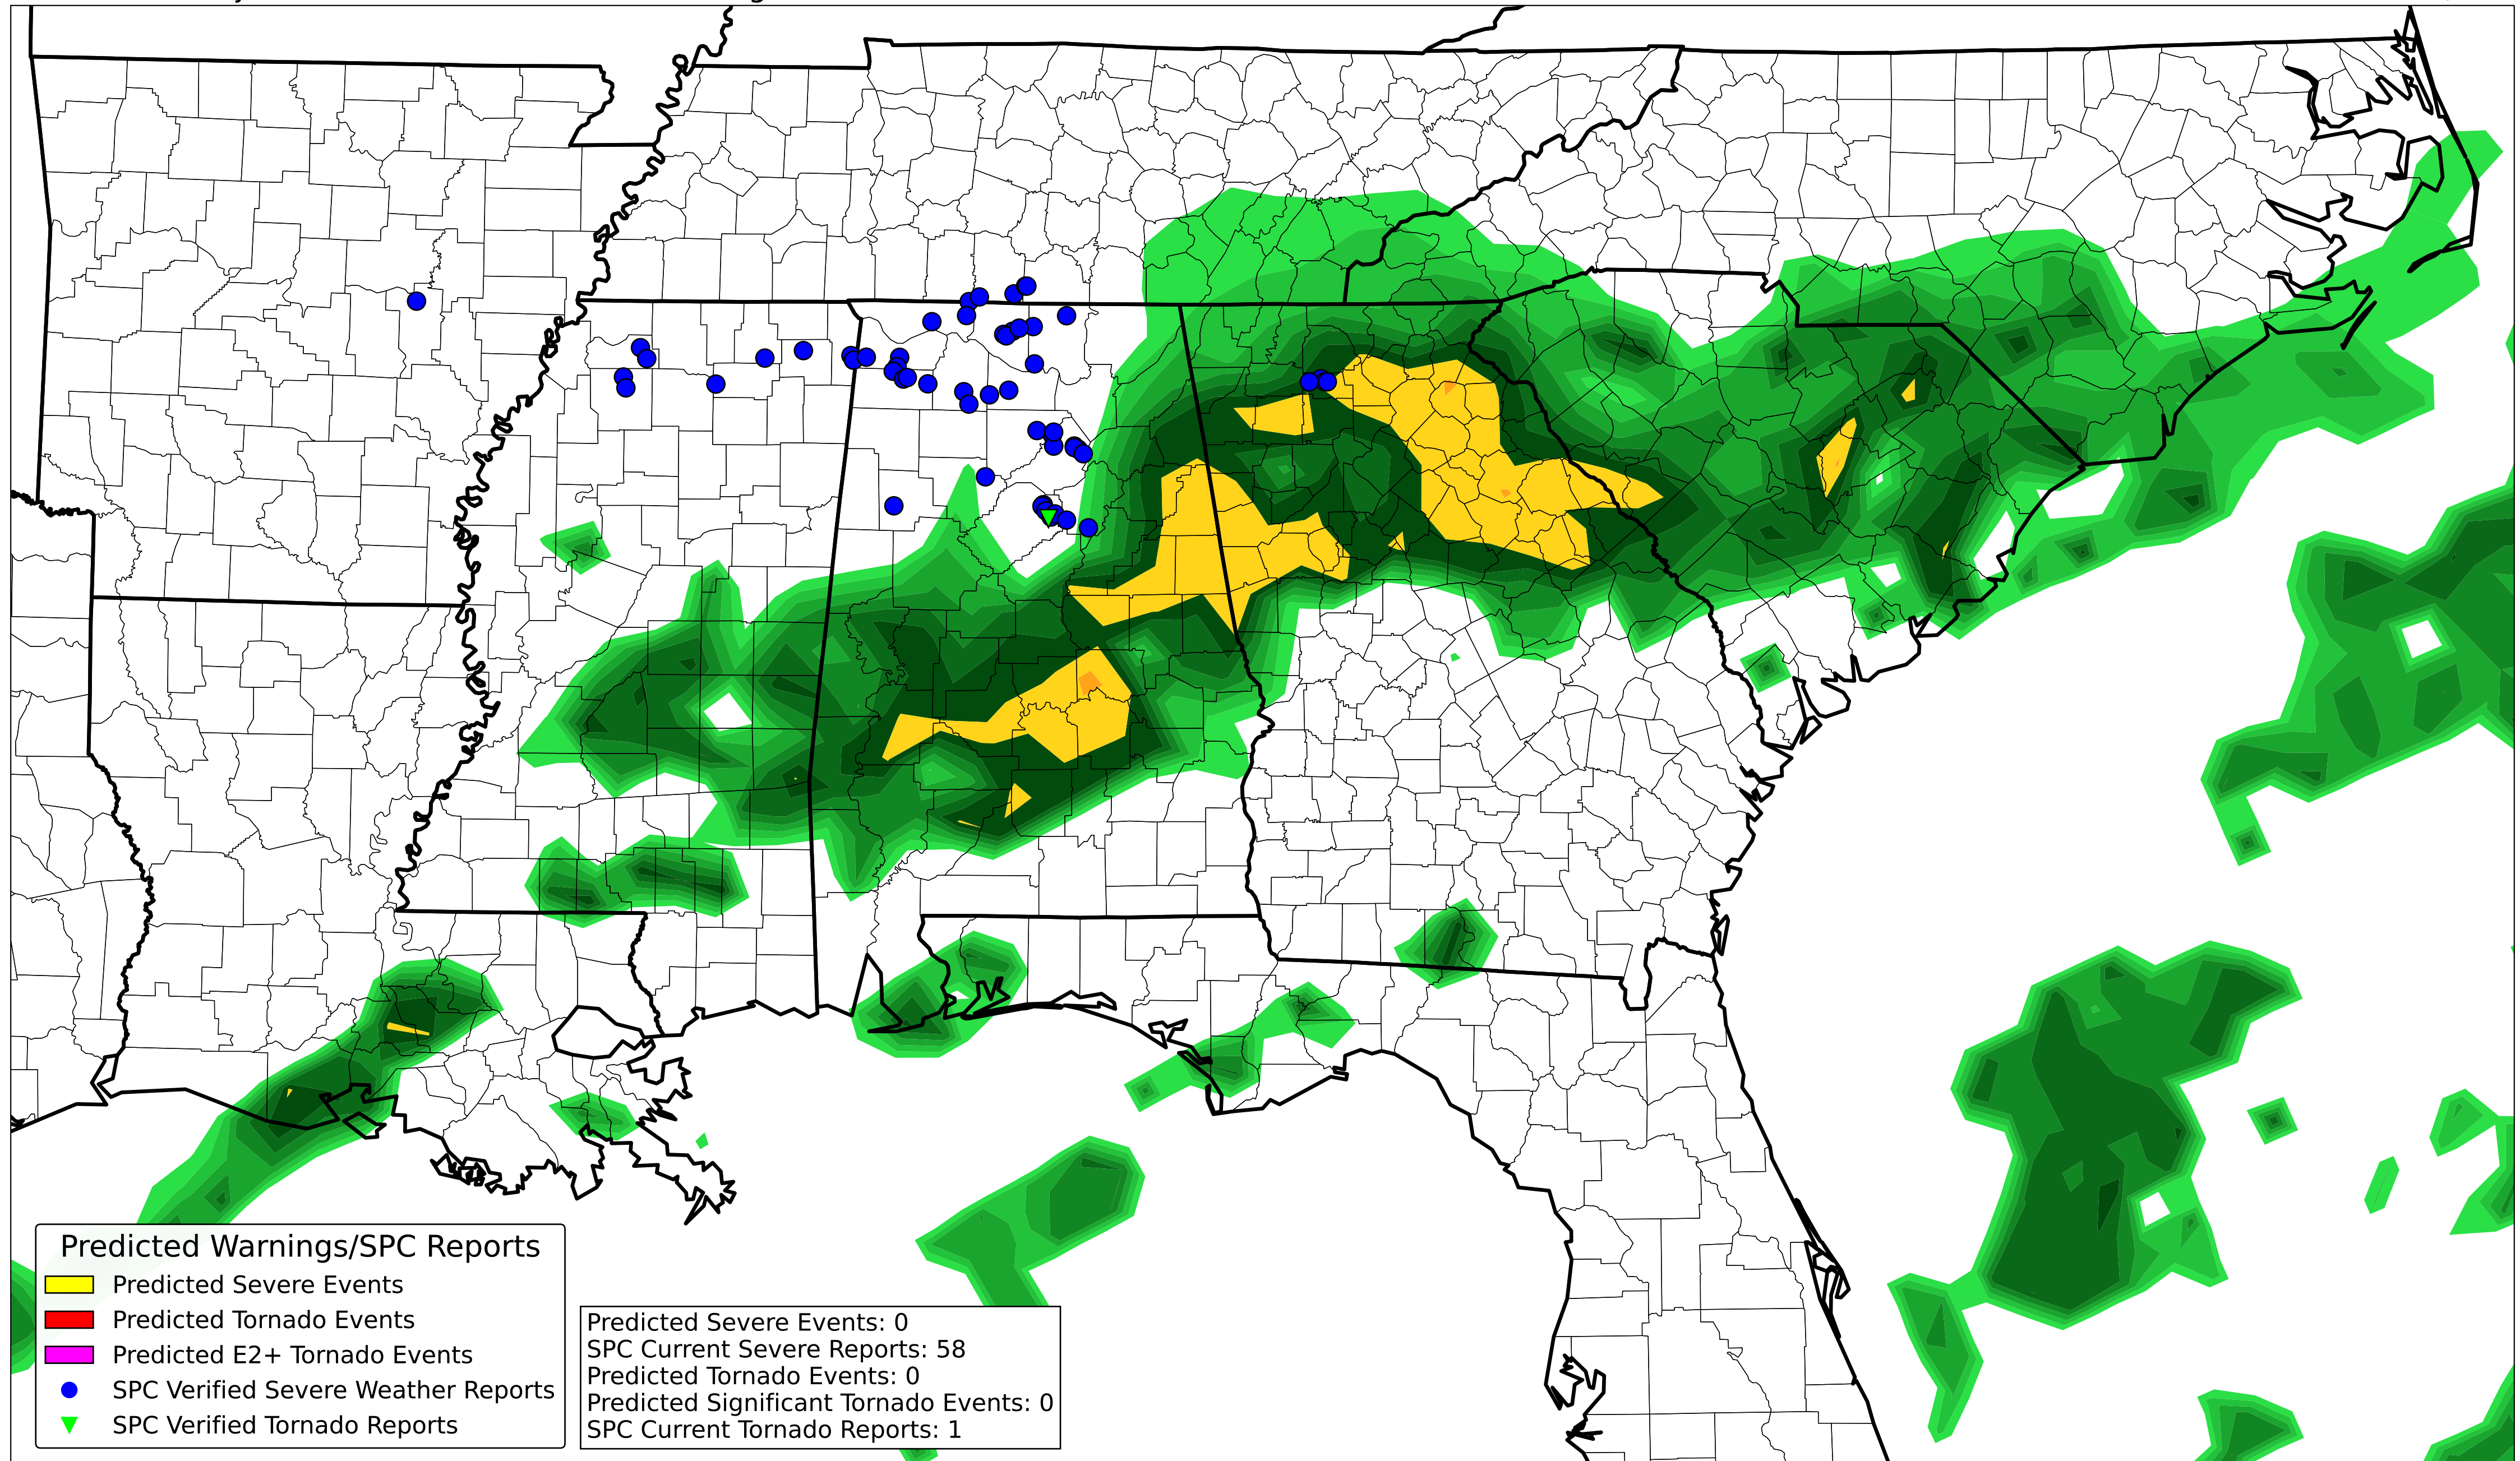 Predicted Warnings/SPC Reports
Predicted Severe Events
Predicted Tornado Events
Predicted E2+ Tornado Events
SPC Verified Severe Weather Reports
SPC Verified Tornado Reports
Predicted Severe Events: 0
SPC Current Severe Reports: 58
Predicted Tornado Events: 0
Predicted Significant Tornado Events: 0
SPC Current Tornado Reports: 1